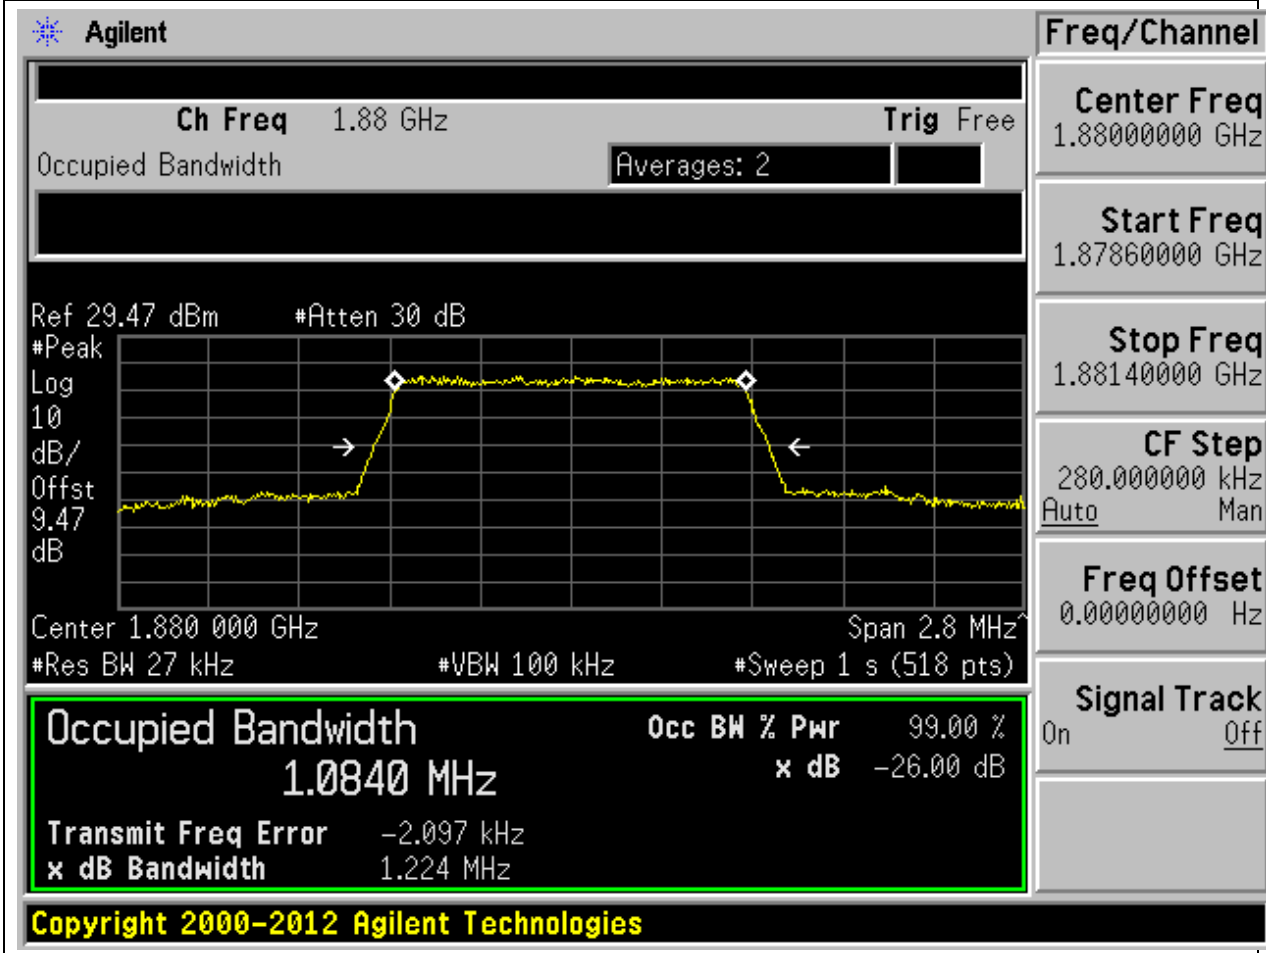 Agilent
Freq/Channel
Ch Freq 1.88 GHz Trig Free
Occupied Bandwidth Averages: 2
Center Freq
1.88000000 GHz
Start Freq
1.87860000 GHz
Stop Freq
1.88140000 GHz
CF Step
280.000000 kHz
Auto Man
Freq Offset
0.00000000 Hz
Signal Track
On Off
Ref 29.47 dBm #Atten 30 dB
#Peak
Log
10
dB/
Offst
9.47
dB
Center 1.880 000 GHz Span 2.8 MHz^
#Res BW 27 kHz #VBW 100 kHz #Sweep 1 s (518 pts)
Occupied Bandwidth Occ BW % Pwr 99.00 %
1.0840 MHz x dB -26.00 dB
Transmit Freq Error -2.097 kHz
x dB Bandwidth 1.224 MHz
Copyright 2000-2012 Agilent Technologies